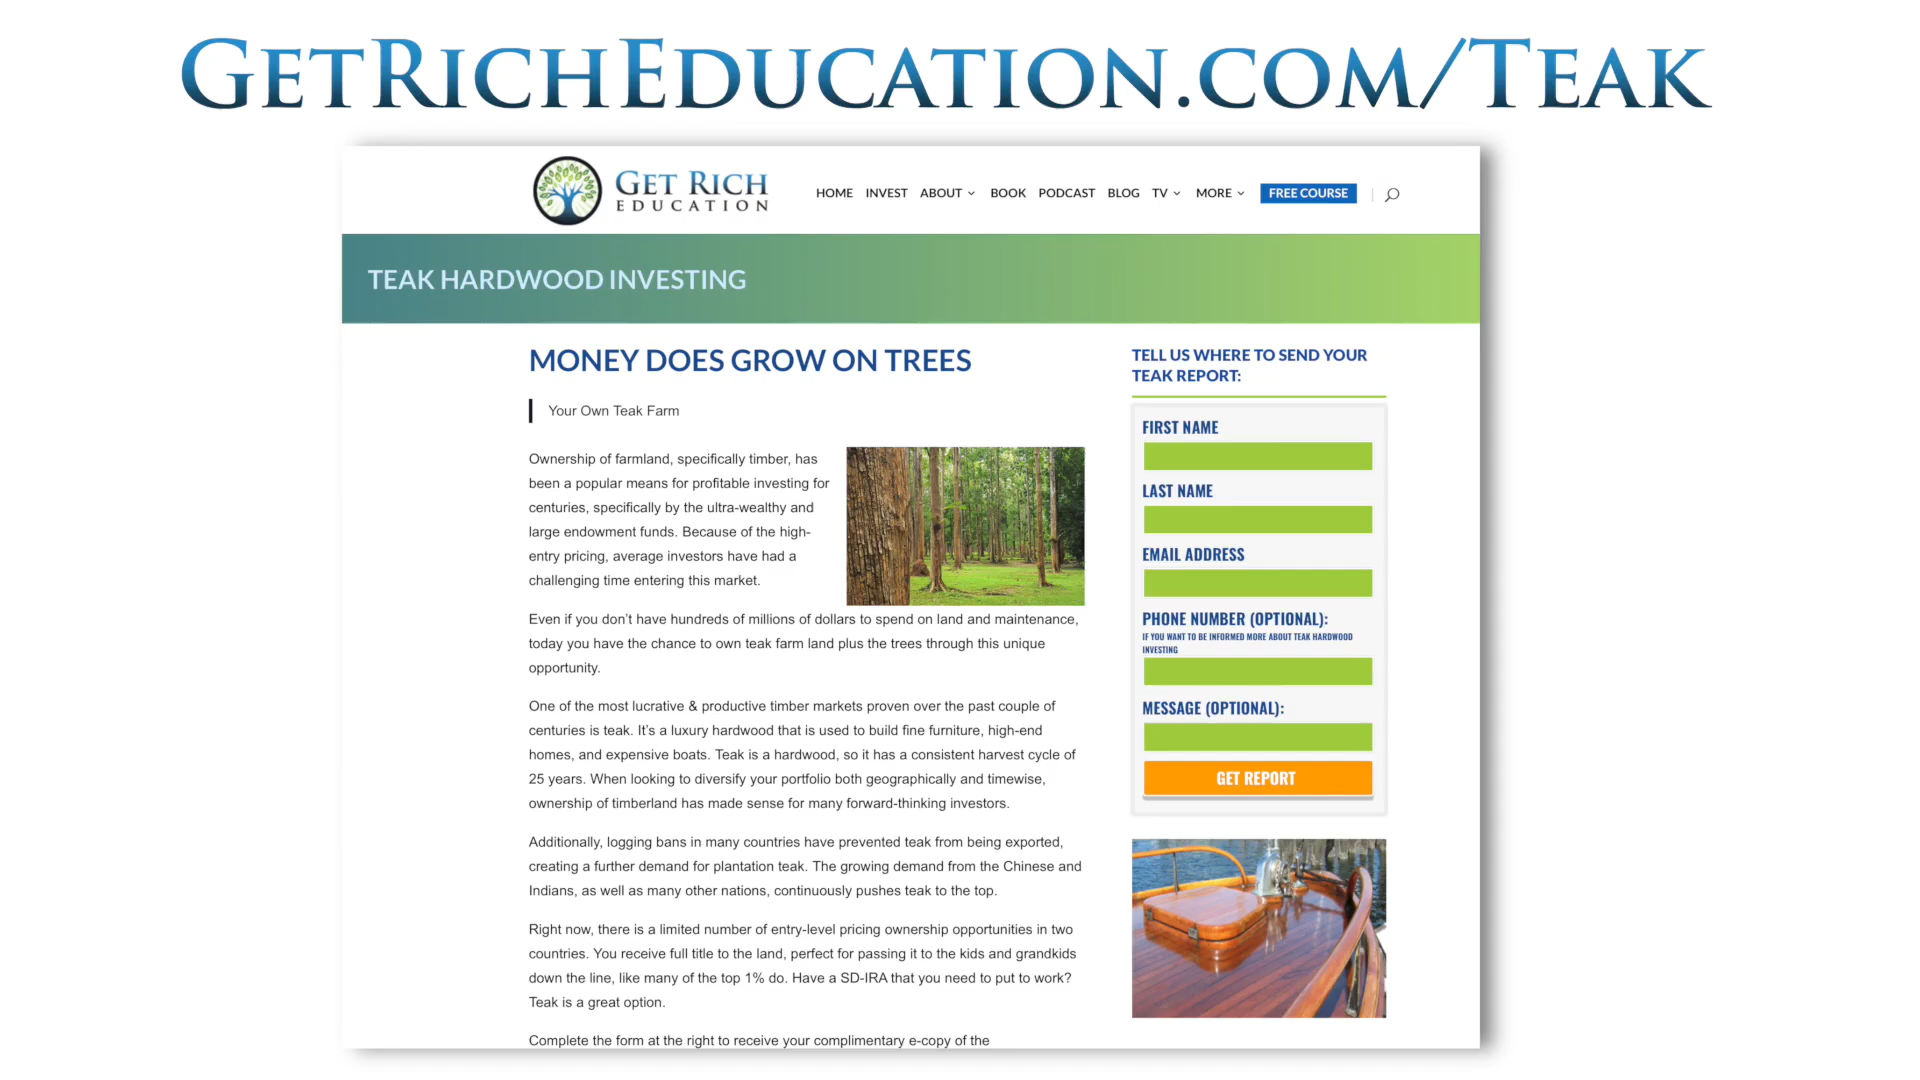 GetRichEducation.com/Teak
Get Rich
EDUCATION
HOME INVEST ABOUT BOOK PODCAST BLOG TV MORE FREE COURSE
TEAK HARDWOOD INVESTING
MONEY DOES GROW ON TREES
Your Own Teak Farm
Ownership of farmland, specifically timber, has
been a popular means for profitable investing for
centuries, specifically by the ultra-wealthy and
large endowment funds. Because of the high-
entry pricing, average investors have had a
challenging time entering this market.
Even if you don’t have hundreds of millions of dollars to spend on land and maintenance,
today you have the chance to own teak farm land plus the trees through this unique
opportunity.
One of the most lucrative & productive timber markets proven over the past couple of
centuries is teak. It’s a luxury hardwood that is used to build fine furniture, high-end
homes, and expensive boats. Teak is a hardwood, so it has a consistent harvest cycle of
25 years. When looking to diversify your portfolio both geographically and timewise,
ownership of timberland has made sense for many forward-thinking investors.
Additionally, logging bans in many countries have prevented teak from being exported,
creating a further demand for plantation teak. The growing demand from the Chinese and
Indians, as well as many other nations, continuously pushes teak to the top.
Right now, there is a limited number of entry-level pricing ownership opportunities in two
countries. You receive full title to the land, perfect for passing it to the kids and grandkids
down the line, like many of the top 1% do. Have a SD-IRA that you need to put to work?
Teak is a great option.
Complete the form at the right to receive your complimentary e-copy of the
TELL US WHERE TO SEND YOUR
TEAK REPORT:
FIRST NAME
LAST NAME
EMAIL ADDRESS
PHONE NUMBER (OPTIONAL):
IF YOU WANT TO BE INFORMED MORE ABOUT TEAK HARDWOOD
INVESTING
MESSAGE (OPTIONAL):
GET REPORT